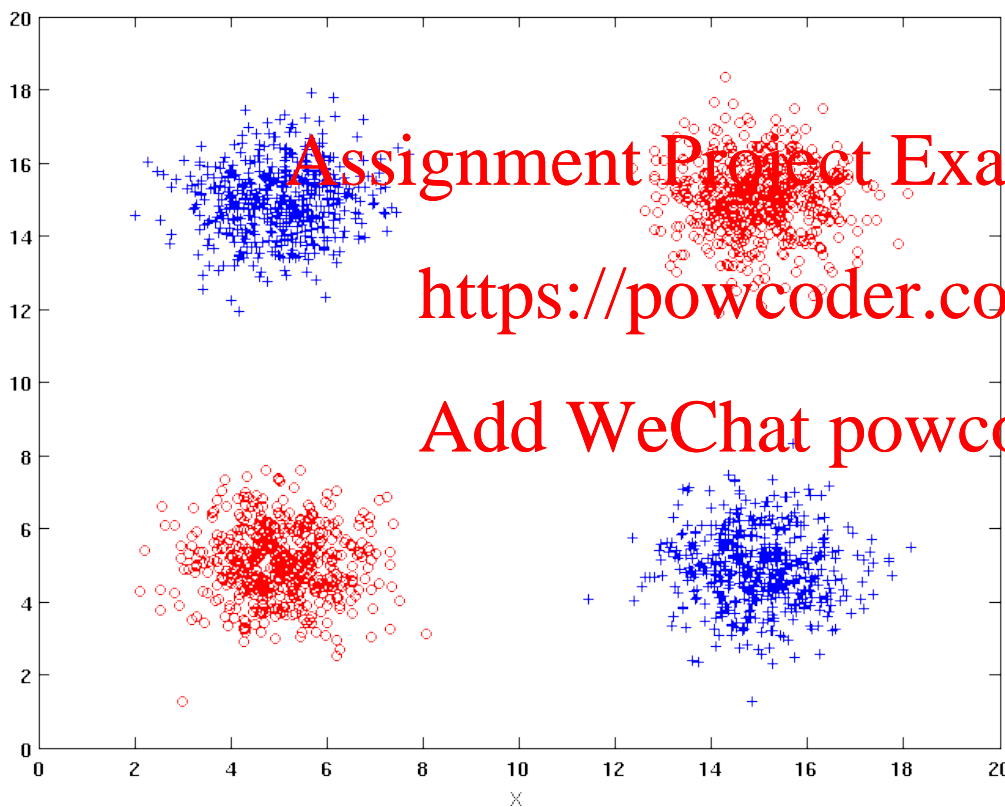 20
18
Assignment Project Exa
16
14
https://powcoder.co
12
10
Add WeChat powco
8
6
4
2
0
0 2 4 6 8 10 12 14 16 18 20
X